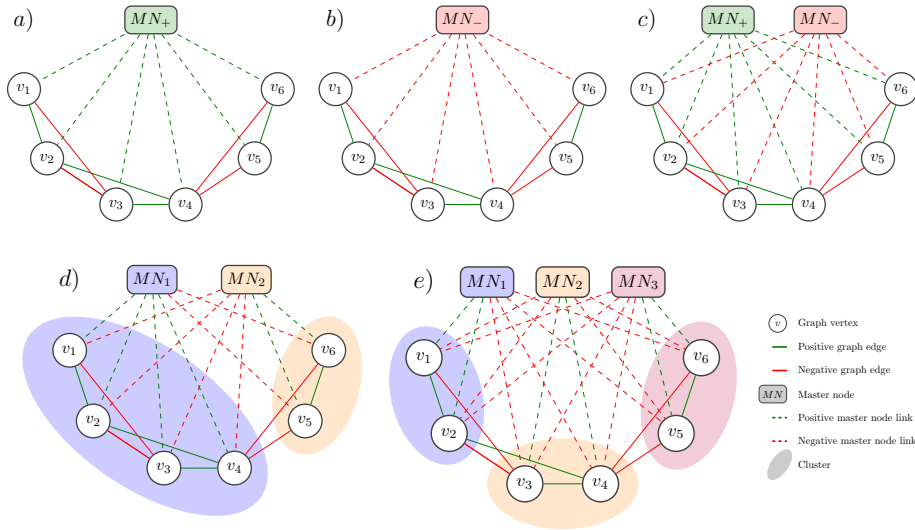 a) MN₊
b) MN₋
c) MN₊ MN₋
v₁ v₆ v₁ v₆ v₁ v₆
v₂ v₅ v₂ v₅ v₂ v₅
v₃ v₄ v₃ v₄ v₃ v₄
d) MN₁ MN₂
e) MN₁ MN₂ MN₃
v₁ v₆ v₁ v₆
v₂ v₅ v₂ v₅
v₃ v₄ v₃ v₄
v Graph vertex
Positive graph edge
Negative graph edge
MN Master node
Positive master node link
Negative master node link
Cluster